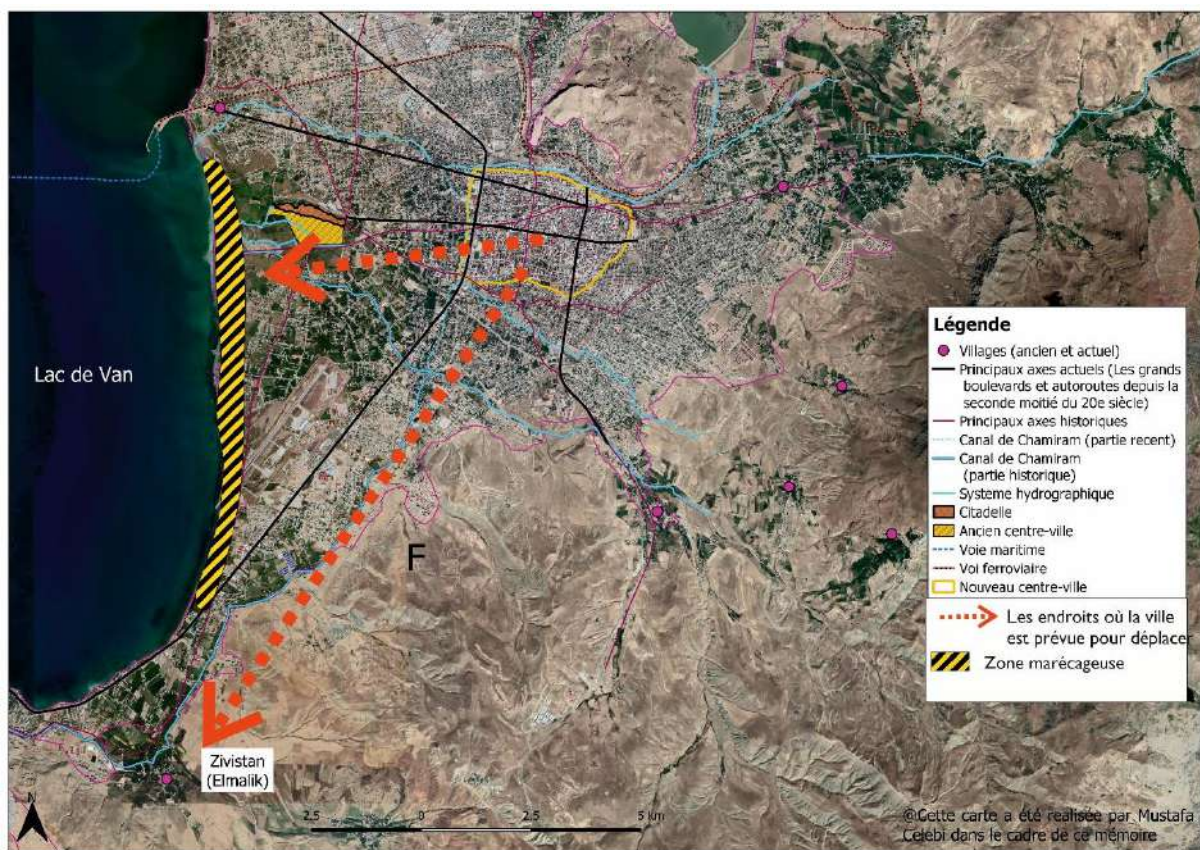 Lac de Van
F
Légende
Villages (ancien et actuel)
Principaux axes actuels (Les grands
boulevards et autoroutes depuis la
seconde moitié du 20e siècle)
Principaux axes historiques
Canal de Chamiram (partie recent)
Canal de Chamiram
(partie historique)
Systeme hydrographique
Citadelle
Ancien centre-ville
Voie maritime
Voi ferroviaire
Nouveau centre-ville
Les endroits où la ville
est prévue pour déplacer
Zone marécageuse
Zivistan
(Elmalik)
N
2.5 0 2.5 5 km
©Cette carte a été realisée par Mustafa
Celebi dans le cadre de ce mémoire